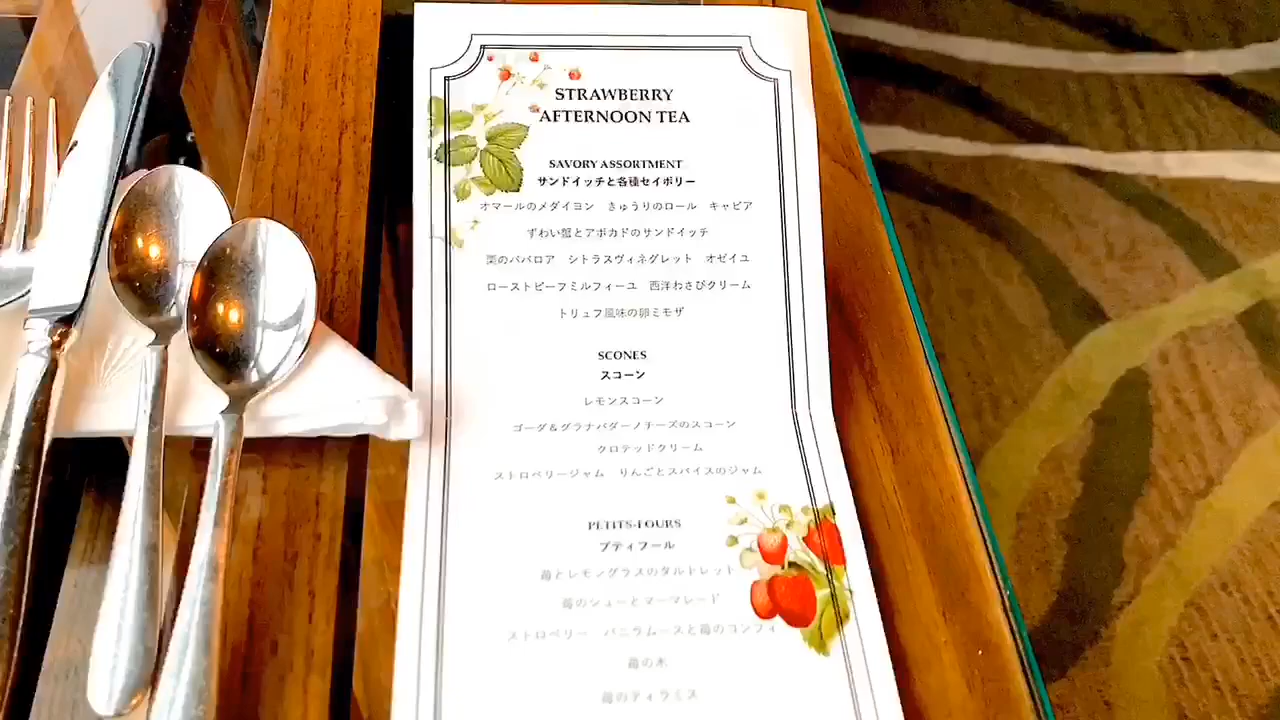 STRAWBERRY
AFTERNOON TEA
SAVORY ASSORTMENT
サンドイッチと各種セイボリー
オマールのメダイヨン　きゅうりのロール　キャビア
ずわい蟹とアボカドのサンドイッチ
栗のババロア　シトラスヴィネグレット　オゼイユ
ローストビーフミルフィーユ　西洋わさびクリーム
トリュフ風味の卵ミモザ
SCONES
スコーン
レモンスコーン
ゴーダ&グラナパダーノチーズのスコーン
クロテッドクリーム
ストロベリージャム　りんごとスパイスのジャム
PETITS-FOURS
プティフール
苺とレモングラスのタルトレット
苺のシューとマーマレード
ストロベリー　バニラムースと苺のコンフィ
苺のティラミス